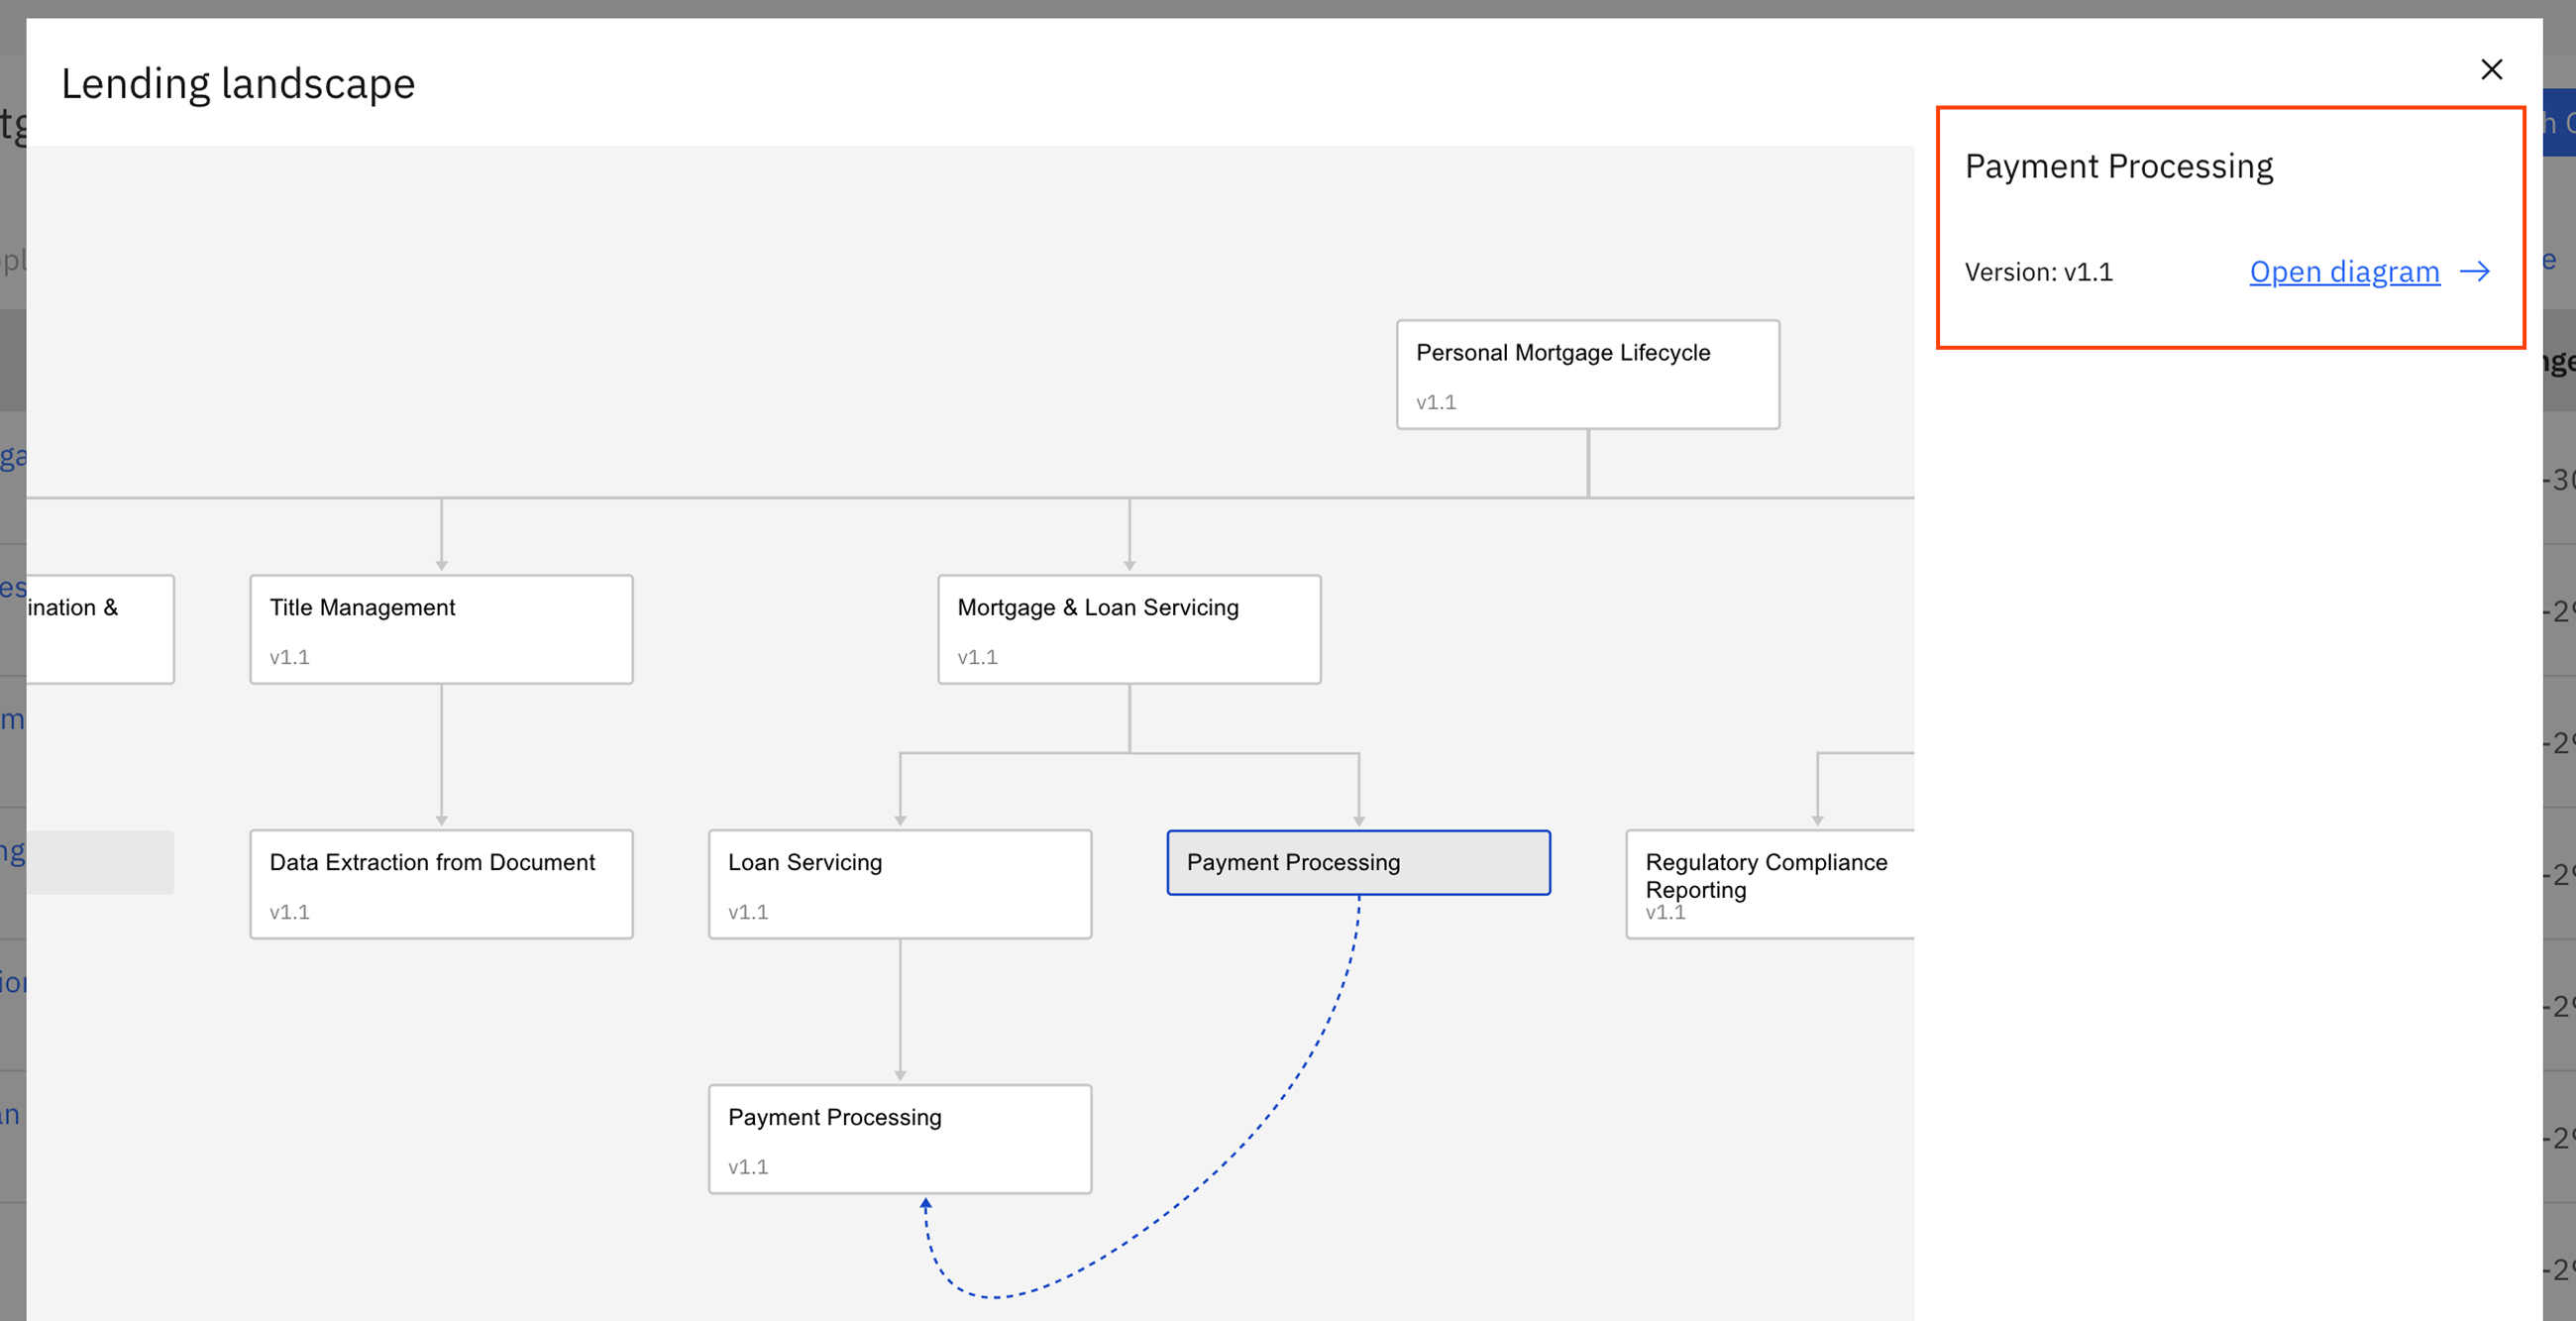 Lending landscape
Payment Processing
Version: v1.1
Open diagram
Personal Mortgage Lifecycle
v1.1
ination &
Title Management
v1.1
Mortgage & Loan Servicing
v1.1
Data Extraction from Document
v1.1
Loan Servicing
v1.1
Payment Processing
Regulatory Compliance
Reporting
v1.1
Payment Processing
v1.1